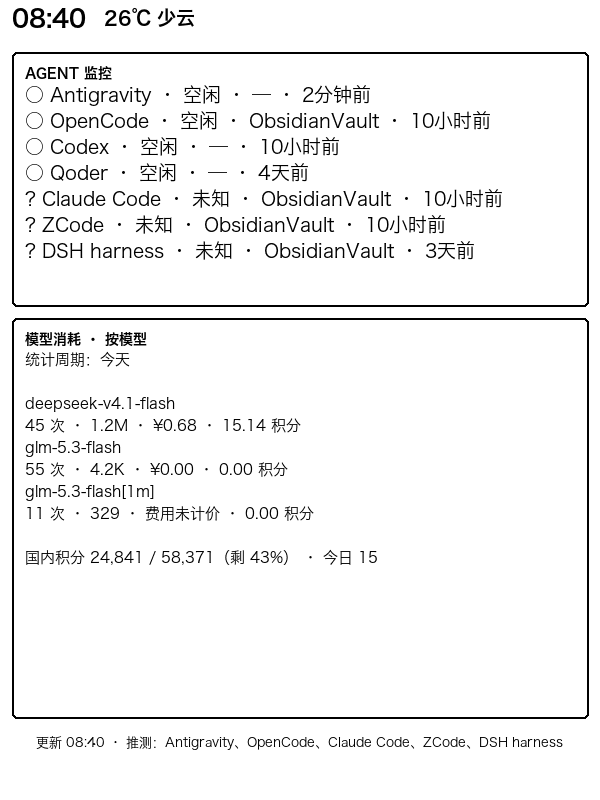 08:40 26℃ 少云
AGENT 监控
○ Antigravity · 空闲 · — · 2分钟前
○ OpenCode · 空闲 · ObsidianVault · 10小时前
○ Codex · 空闲 · — · 10小时前
○ Qoder · 空闲 · — · 4天前
? Claude Code · 未知 · ObsidianVault · 10小时前
? ZCode · 未知 · ObsidianVault · 10小时前
? DSH harness · 未知 · ObsidianVault · 3天前
模型消耗 · 按模型
统计周期：今天
deepseek-v4.1-flash
45 次 · 1.2M · ¥0.68 · 15.14 积分
glm-5.3-flash
55 次 · 4.2K · ¥0.00 · 0.00 积分
glm-5.3-flash[1m]
11 次 · 329 · 费用未计价 · 0.00 积分
国内积分 24,841 / 58,371（剩 43%） · 今日 15
更新 08:40 · 推测：Antigravity、OpenCode、Claude Code、ZCode、DSH harness